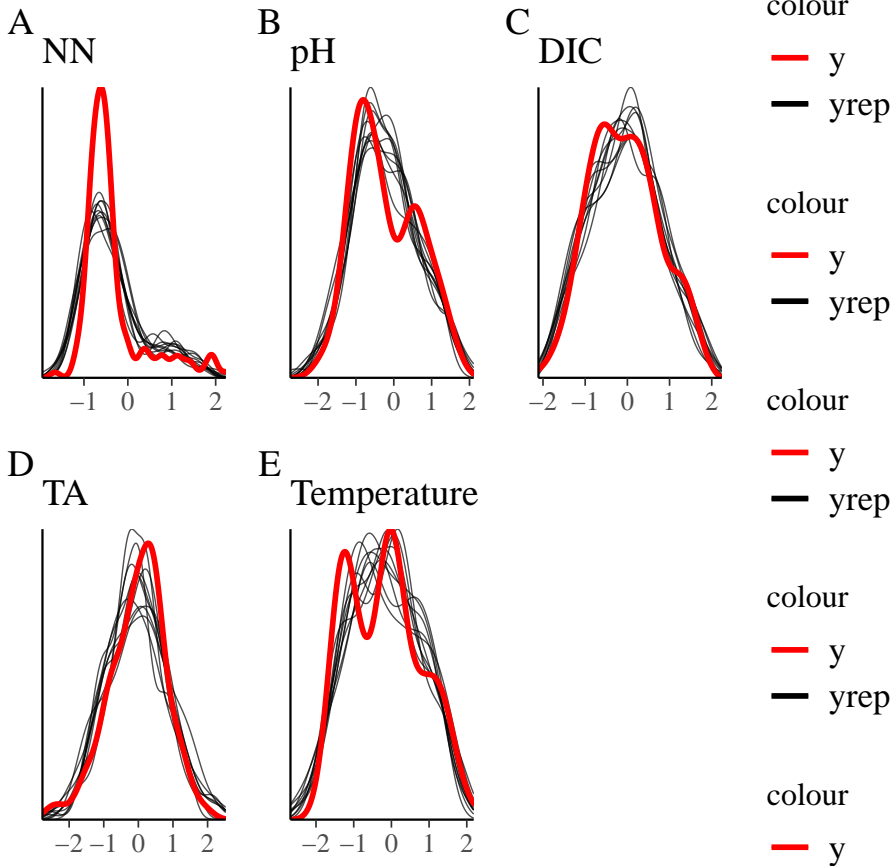 A
NN
−1 0 1 2
B
pH
−2 −1 0 1 2
C
DIC
−2 −1 0 1 2
D
TA
−2 −1 0 1 2
E
Temperature
−2 −1 0 1 2
colour
y
yrep
colour
y
yrep
colour
y
yrep
colour
y
yrep
colour
y